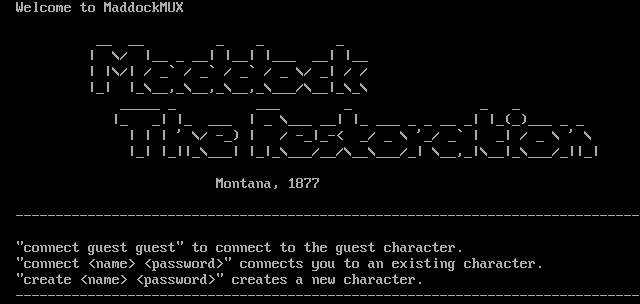 Welcome to MaddockMUX
Maddock
The Restoration
Montana, 1877
"connect guest guest" to connect to the guest character.
"connect <name> <password>" connects you to an existing character.
"create <name> <password>" creates a new character.